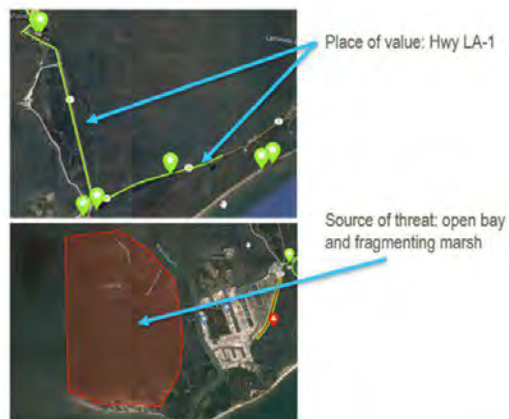 Place of value: Hwy LA-1
Source of threat: open bay
and fragmenting marsh